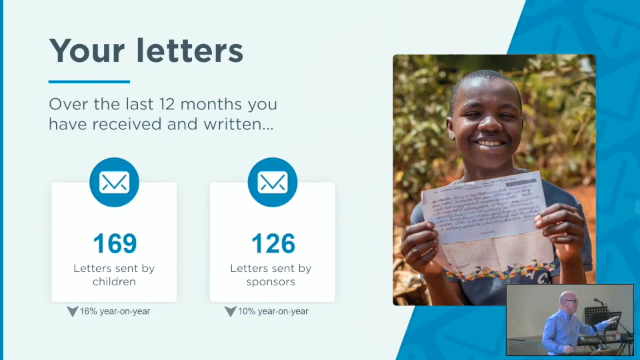 Your letters
Over the last 12 months you
have received and written...
169
Letters sent by
children
16% year-on-year
126
Letters sent by
sponsors
10% year-on-year